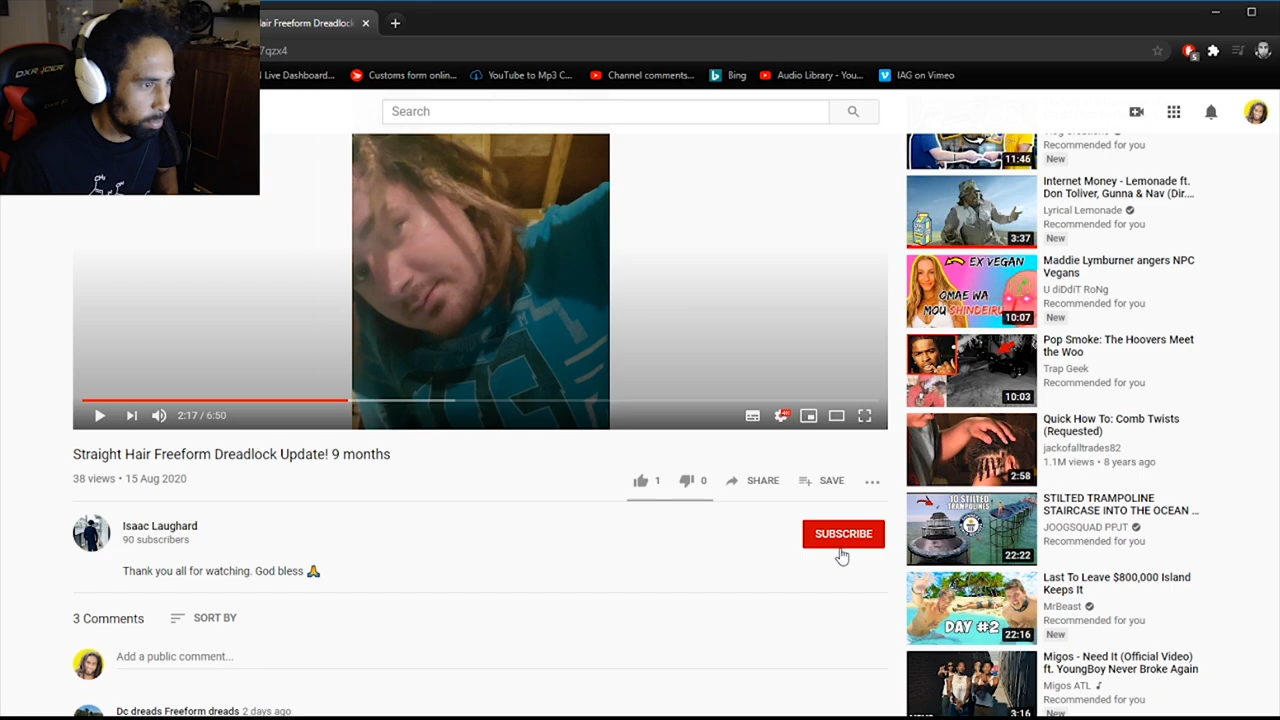 DXRACER
air Freeform Dreadlock
7qzx4
Live Dashboard...
Customs form onlin...
YouTube to Mp3 C...
Channel comments...
Bing
Audio Library - You...
IAG on Vimeo
5
Search
2:17 / 6:50
Straight Hair Freeform Dreadlock Update! 9 months
38 views • 15 Aug 2020
1
0
SHARE
SAVE
Isaac Laughard
90 subscribers
SUBSCRIBE
Thank you all for watching. God bless 🙏
3 Comments
SORT BY
Add a public comment...
Dc dreads Freeform dreads 2 days ago
11:46
Recommended for you
New
3:37
Internet Money - Lemonade ft.
Don Toliver, Gunna & Nav (Dir....
Lyrical Lemonade
Recommended for you
New
EX VEGAN
OMAE WA
MOU SHINDEIRU
10:07
Maddie Lymburner angers NPC
Vegans
U diDdiT RoNg
Recommended for you
New
10:03
Pop Smoke: The Hoovers Meet
the Woo
Trap Geek
Recommended for you
2:58
Quick How To: Comb Twists
(Requested)
jackofalltrades82
1.1M views • 8 years ago
10 STILTED
TRAMPOLINES
22:22
STILTED TRAMPOLINE
STAIRCASE INTO THE OCEAN ...
JOOGSQUAD PPJT
Recommended for you
DAY #2
22:16
Last To Leave $800,000 Island
Keeps It
MrBeast
Recommended for you
New
3:16
Migos - Need It (Official Video)
ft. YoungBoy Never Broke Again
Migos ATL
Recommended for you
New